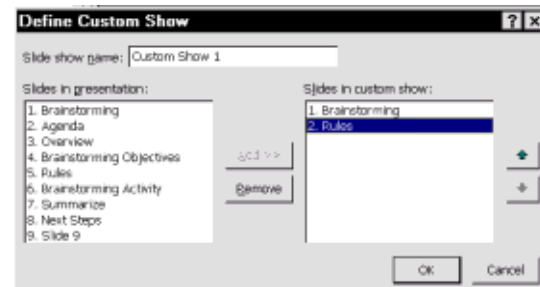 Define Custom Show
Slide show name: Custom Show 1
Slides in presentation:
1. Brainstorming
2. Agenda
3. Overview
4. Brainstorming Objectives
5. Rules
6. Brainstorming Activity
7. Summarize
8. Next Steps
9. Slide 9
Add >>
Remove
Slides in custom show:
1. Brainstorming
2. Rules
OK
Cancel